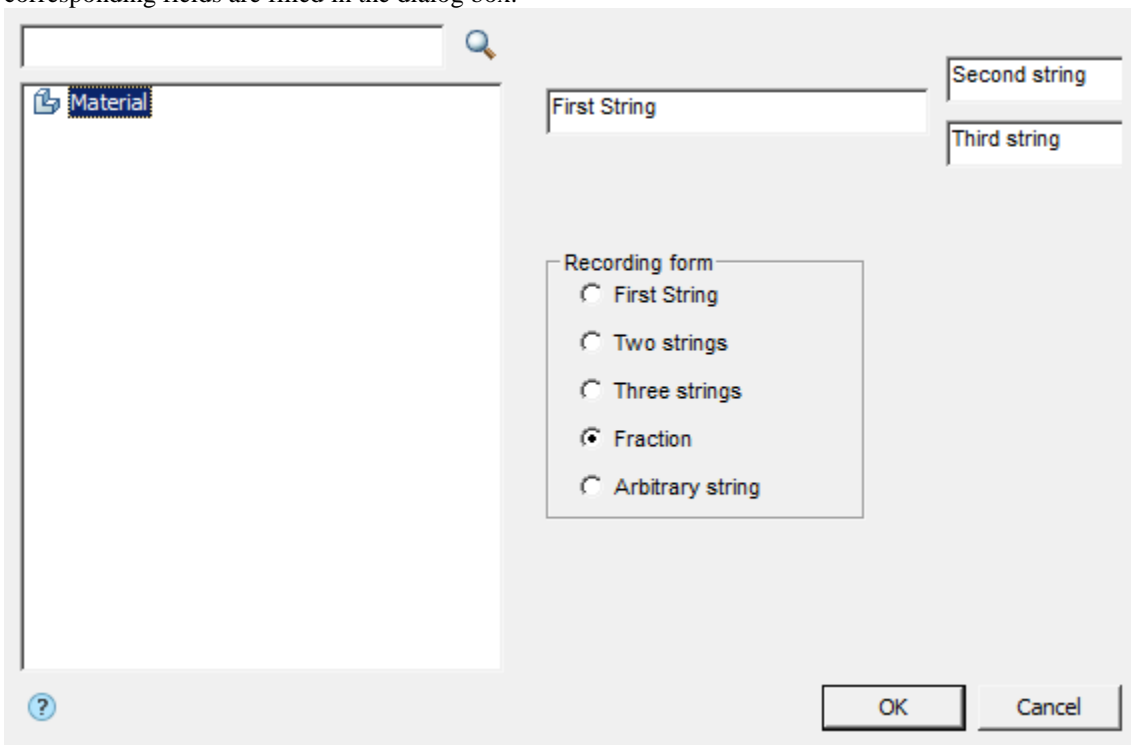 corresponding fields are filled in the dialog box.
Material
First String
Second string
Third string
Recording form
First String
Two strings
Three strings
Fraction
Arbitrary string
?
OK
Cancel